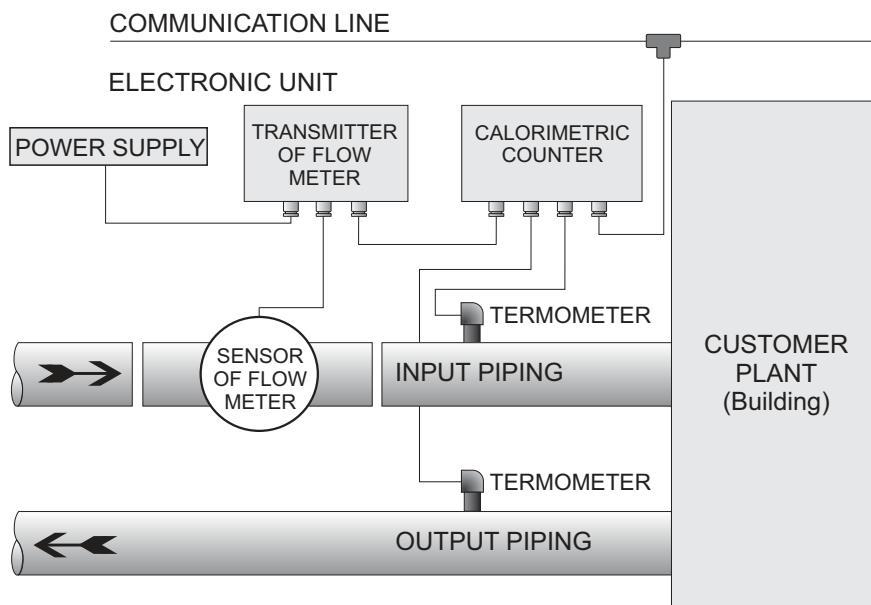 COMMUNICATION LINE
ELECTRONIC UNIT
POWER SUPPLY
TRANSMITTER
OF FLOW
METER
CALORIMETRIC
COUNTER
TERMOMETER
SENSOR
OF FLOW
METER
INPUT PIPING
CUSTOMER
PLANT
(Building)
TERMOMETER
OUTPUT PIPING